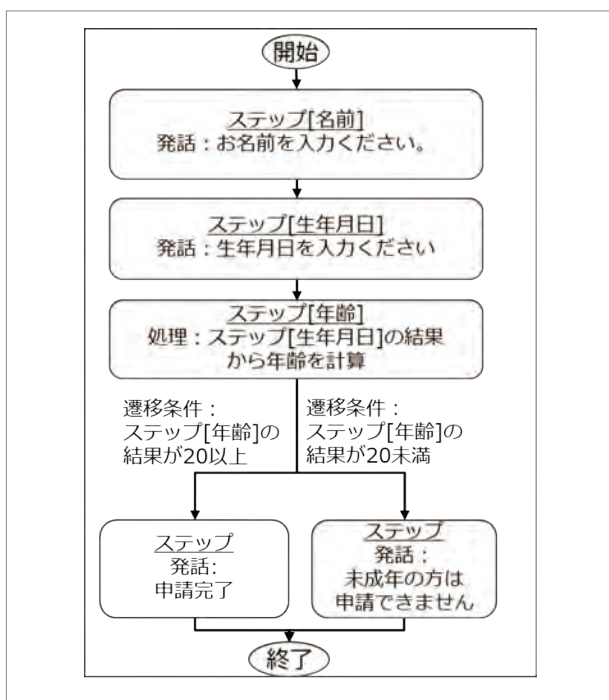 開始
ステップ[名前]
発話：お名前を入力ください。
ステップ[生年月日]
発話：生年月日を入力ください
ステップ[年齢]
処理：ステップ[生年月日]の結果
から年齢を計算
遷移条件：
ステップ[年齢]の
結果が20以上
遷移条件：
ステップ[年齢]の
結果が20未満
ステップ
発話:
申請完了
ステップ
発話：
未成年の方は
申請できません
終了